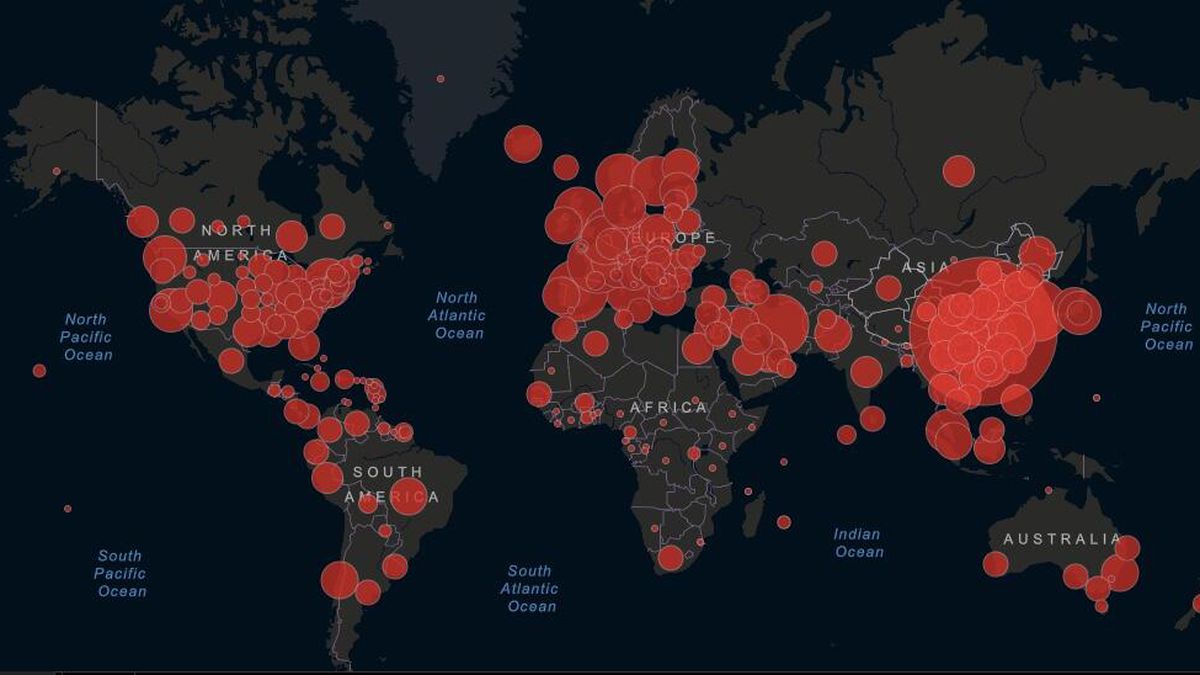 NORTH
AMERICA
EUROPE
ASIA
North
Atlantic
Ocean
North
Pacific
Ocean
North
Pacific
Ocean
AFRICA
SOUTH
AMERICA
South
Pacific
Ocean
South
Atlantic
Ocean
Indian
Ocean
AUSTRALIA